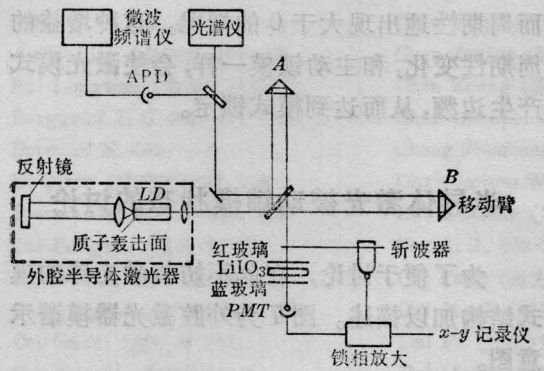 微波
频谱仪
光谱仪
APD
A
反射镜
LD
质子轰击面
外腔半导体激光器
B
移动臂
红玻璃
LiIO₃
蓝玻璃
PMT
斩波器
锁相放大
x-y 记录仪